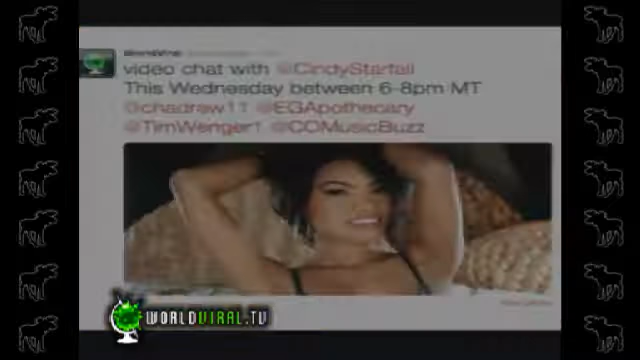 video chat with @CindyStarfall
This Wednesday between 6-8pm MT
@chadraw11 @EGApothecary
@TimWenger1 @COMusicBuzz
WORLDVIRAL.TV